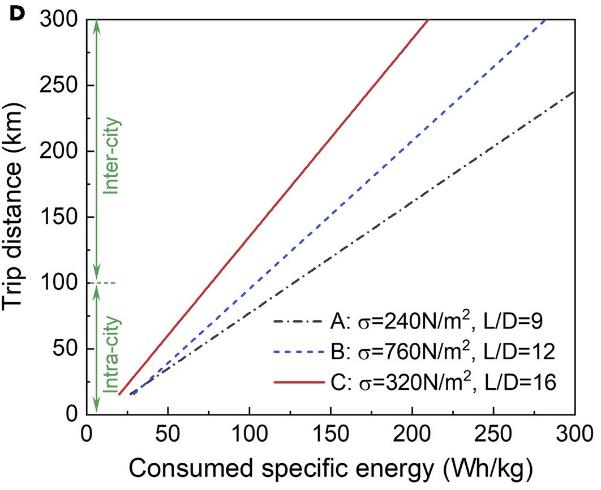 D
300
250
200
150
100
50
0
Trip distance (km)
Inter-city
Intra-city
A: σ=240N/m², L/D=9
B: σ=760N/m², L/D=12
C: σ=320N/m², L/D=16
0 50 100 150 200 250 300
Consumed specific energy (Wh/kg)